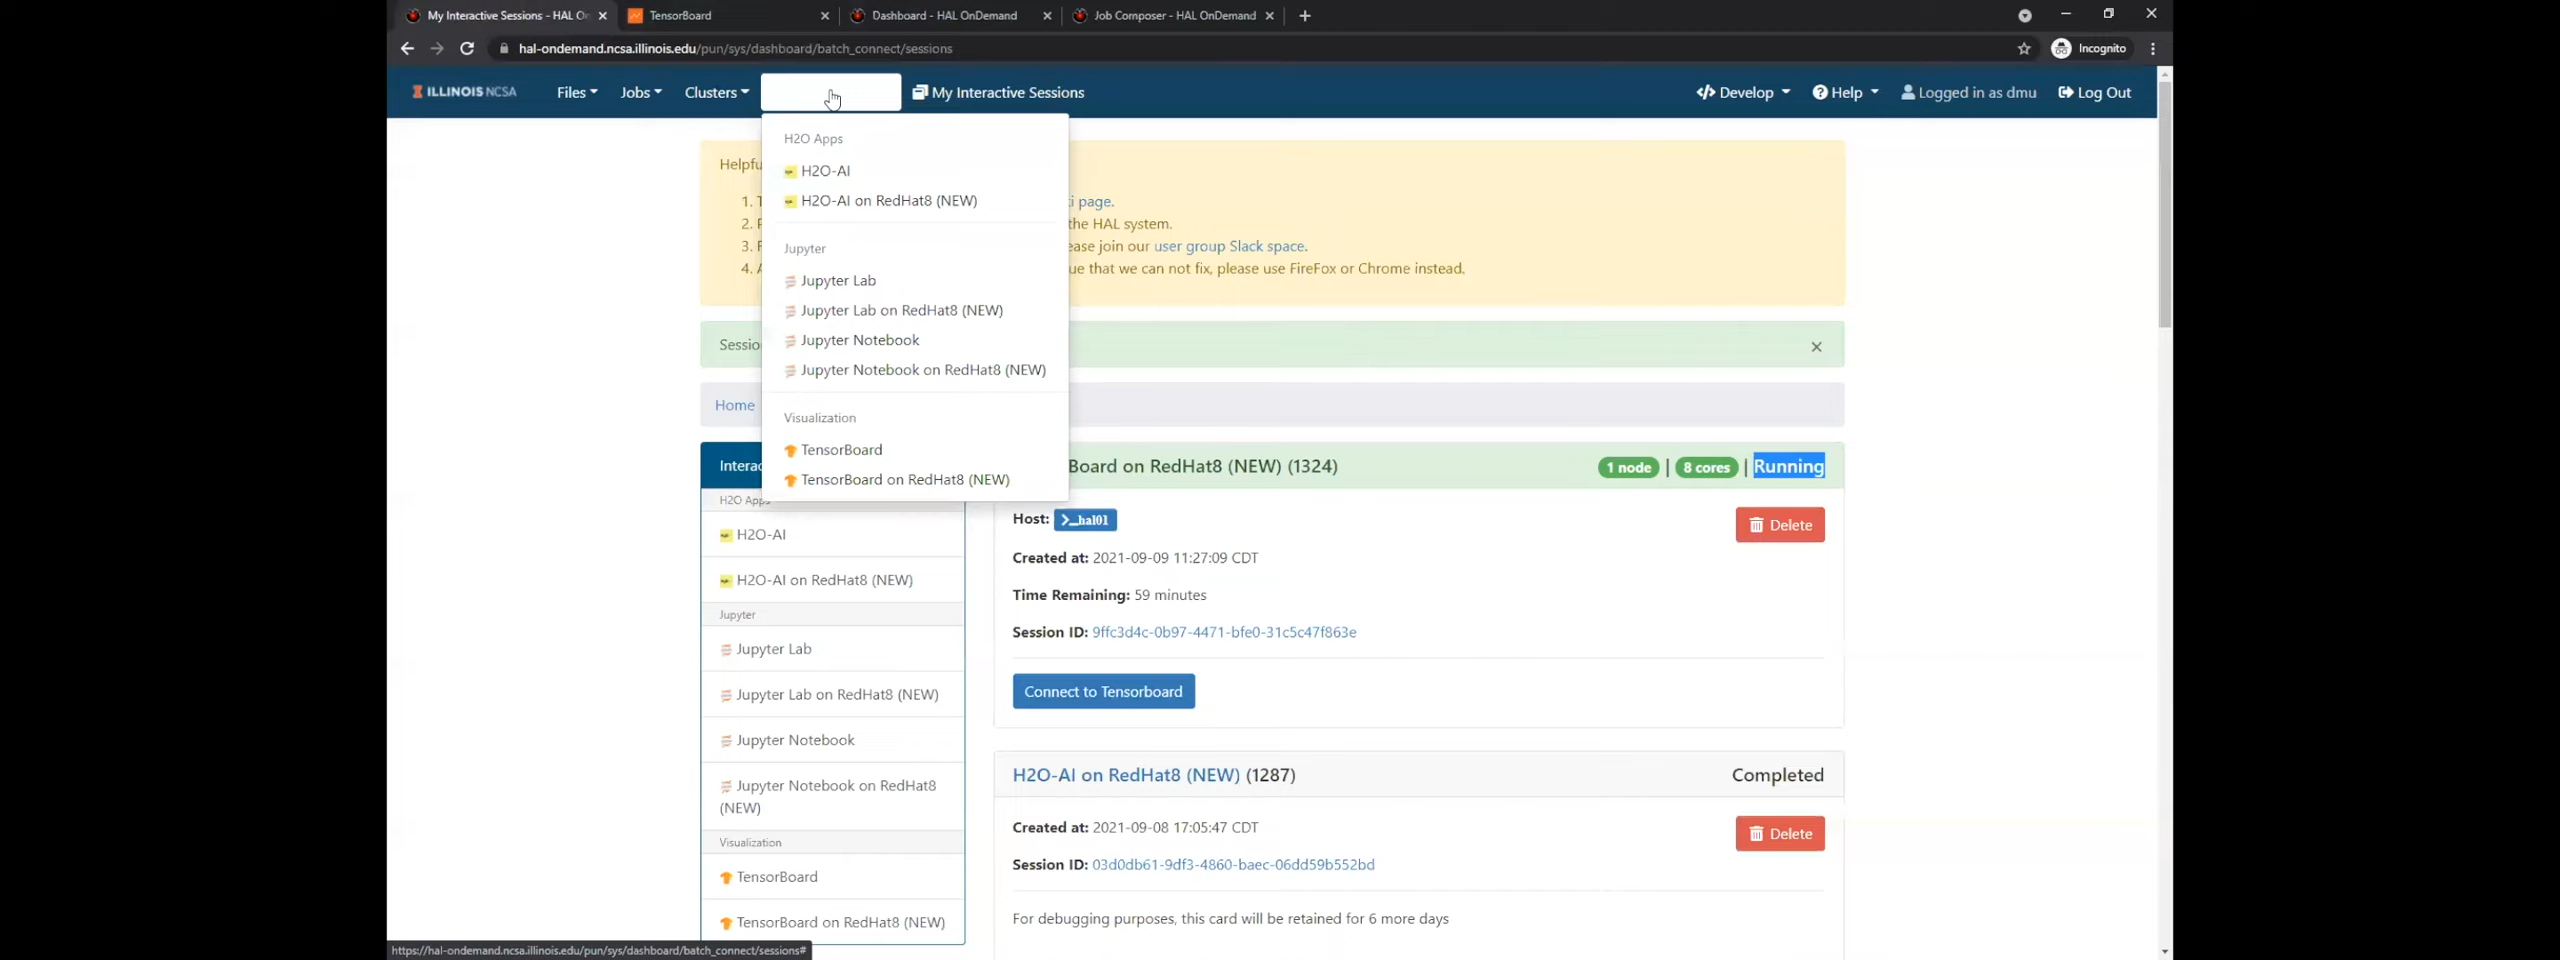 My Interactive Sessions - HAL On
TensorBoard
Dashboard - HAL OnDemand
Job Composer - HAL OnDemand
hal-ondemand.ncsa.illinois.edu/pun/sys/dashboard/batch_connect/sessions
Incognito
ILLINOIS NCSA
Files
Jobs
Clusters
My Interactive Sessions
Develop
Help
Logged in as dmu
Log Out
H2O Apps
H2O-AI
H2O-AI on RedHat8 (NEW)
Jupyter
Jupyter Lab
Jupyter Lab on RedHat8 (NEW)
Jupyter Notebook
Jupyter Notebook on RedHat8 (NEW)
Visualization
TensorBoard
TensorBoard on RedHat8 (NEW)
Helpfu
1. T
page.
2.
the HAL system.
3. F
ease join our user group Slack space.
4. A
ue that we can not fix, please use FireFox or Chrome instead.
Sessio
Home
Interac
H2O Apps
H2O-AI
H2O-AI on RedHat8 (NEW)
Jupyter
Jupyter Lab
Jupyter Lab on RedHat8 (NEW)
Jupyter Notebook
Jupyter Notebook on RedHat8
(NEW)
Visualization
TensorBoard
TensorBoard on RedHat8 (NEW)
Board on RedHat8 (NEW) (1324)
1 node | 8 cores | Running
Host: >_hal01
Delete
Created at: 2021-09-09 11:27:09 CDT
Time Remaining: 59 minutes
Session ID: 9ffc3d4c-0b97-4471-bfe0-31c5c47f863e
Connect to Tensorboard
H2O-AI on RedHat8 (NEW) (1287)
Completed
Created at: 2021-09-08 17:05:47 CDT
Delete
Session ID: 03d0db61-9df3-4860-baec-06dd59b552bd
For debugging purposes, this card will be retained for 6 more days
https://hal-ondemand.ncsa.illinois.edu/pun/sys/dashboard/batch_connect/sessions#